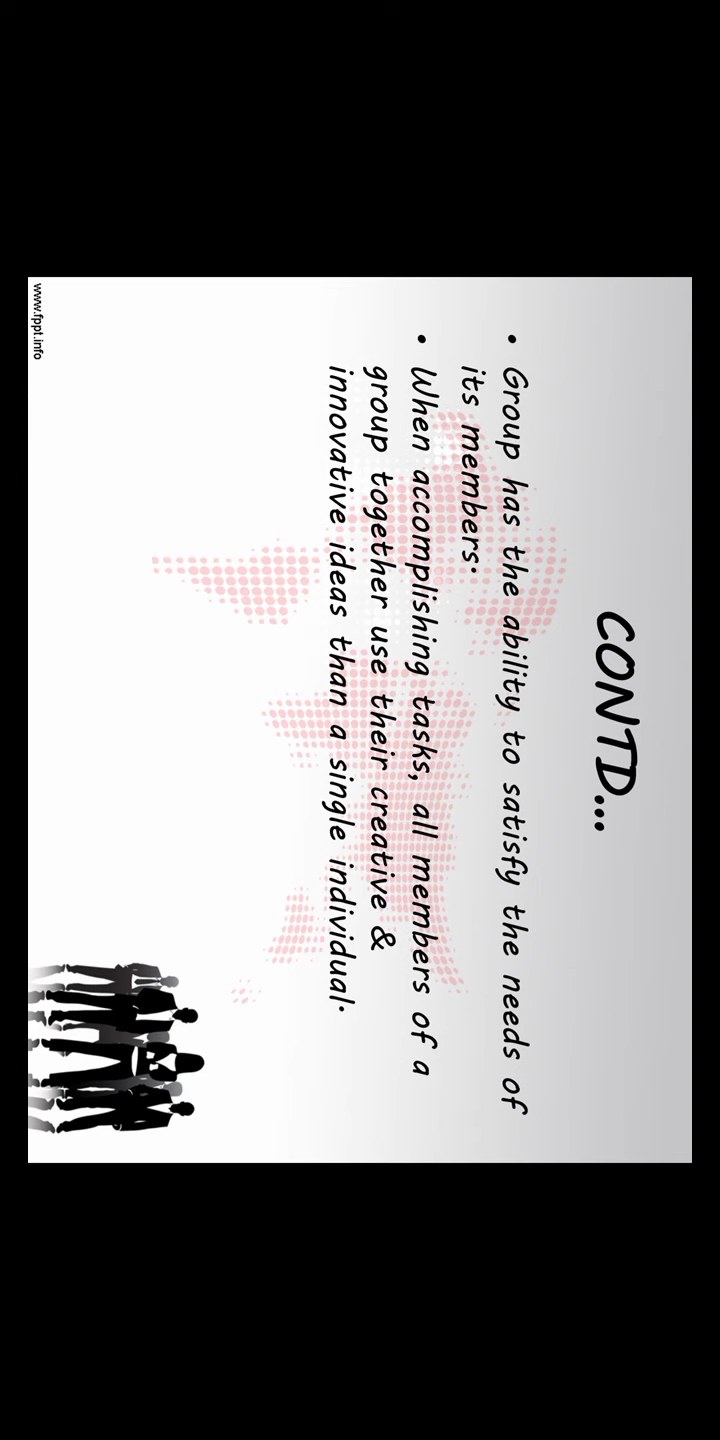 CONTD...
• Group has the ability to satisfy the needs of
its members.
• When accomplishing tasks, all members of a
group together use their creative &
innovative ideas than a single individual.
www.fppt.info